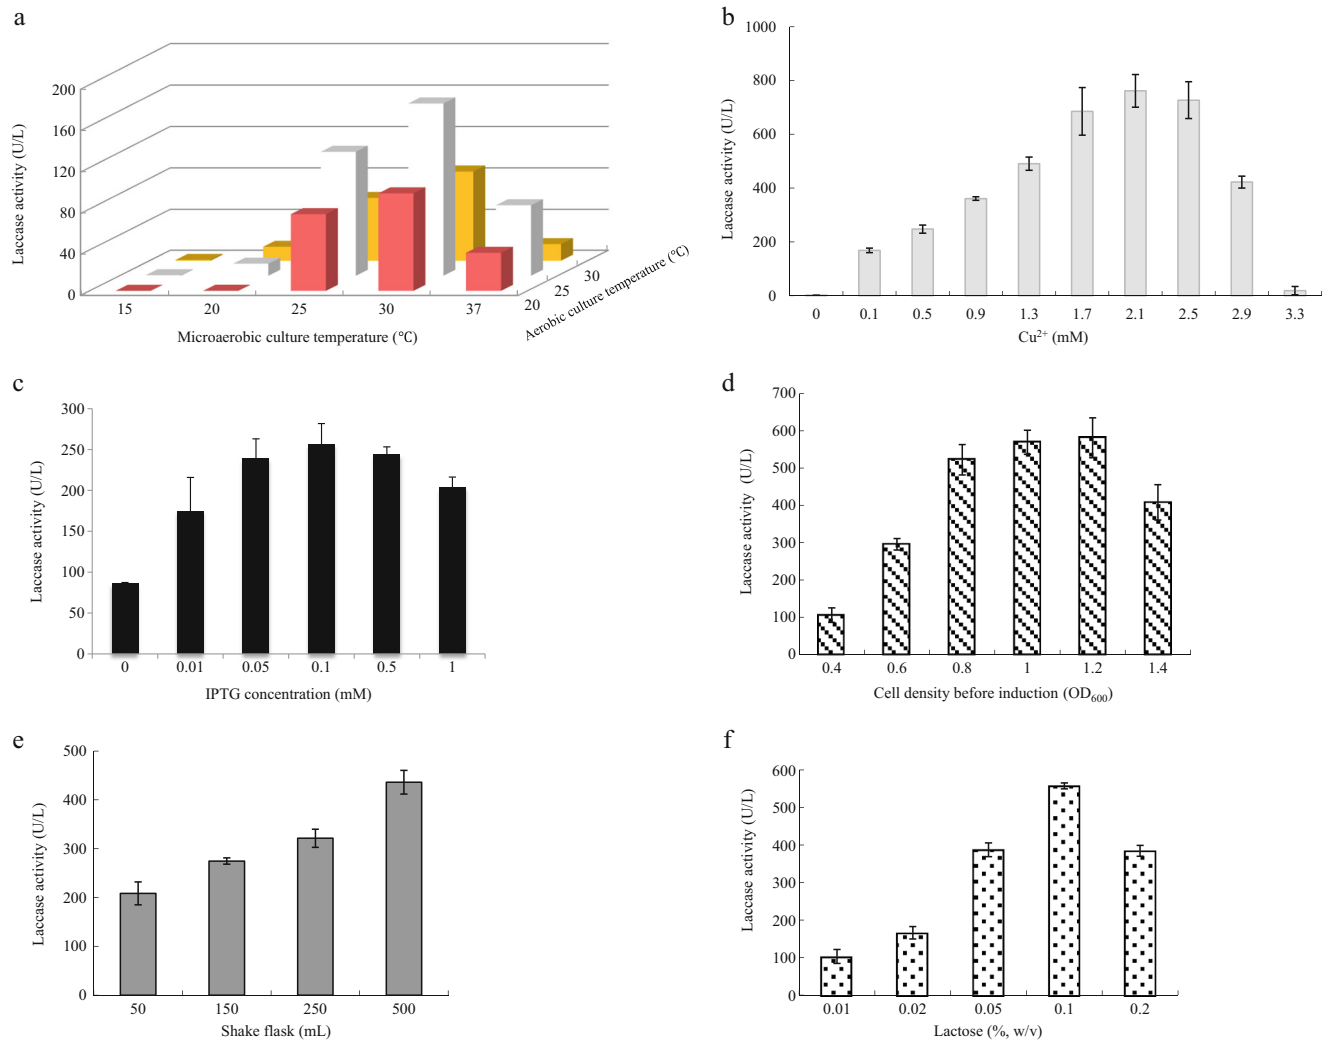 a
200
160
120
80
40
0
Laccase activity (U/L)
15 20 25 30 37
Microaerobic culture temperature (℃)
20 25 30
Aerobic culture temperature (℃)
b
1000
800
600
400
200
0
Laccase activity (U/L)
0 0.1 0.5 0.9 1.3 1.7 2.1 2.5 2.9 3.3
Cu²⁺ (mM)
c
300
250
200
150
100
50
0
Laccase activity (U/L)
0 0.01 0.05 0.1 0.5 1
IPTG concentration (mM)
d
700
600
500
400
300
200
100
0
Laccase activity (U/L)
0.4 0.6 0.8 1 1.2 1.4
Cell density before induction (OD₆₀₀)
e
500
400
300
200
100
0
Laccase activity (U/L)
50 150 250 500
Shake flask (mL)
f
600
500
400
300
200
100
0
Laccase activity (U/L)
0.01 0.02 0.05 0.1 0.2
Lactose (%, w/v)